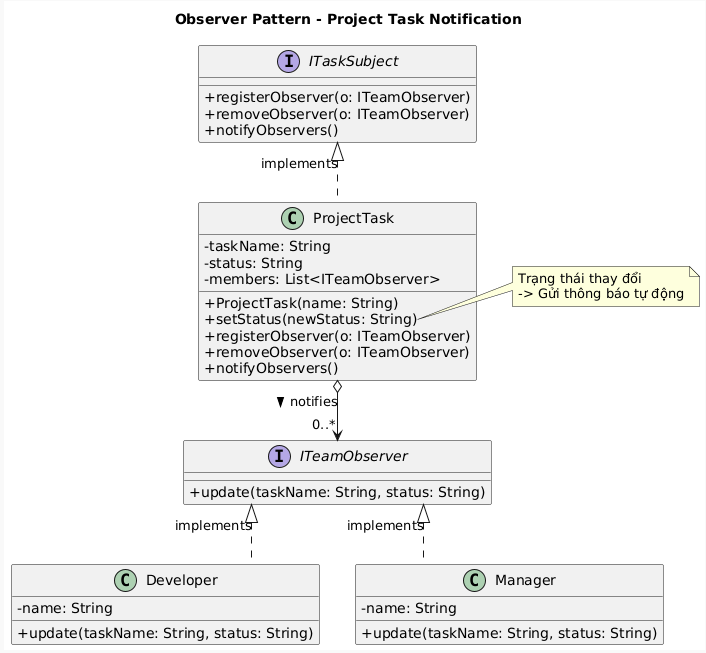 Observer Pattern - Project Task Notification
I ITaskSubject
+registerObserver(o: ITeamObserver)
+removeObserver(o: ITeamObserver)
+notifyObservers()
implements
C ProjectTask
-taskName: String
-status: String
-members: List<ITeamObserver>
+ProjectTask(name: String)
+setStatus(newStatus: String)
+registerObserver(o: ITeamObserver)
+removeObserver(o: ITeamObserver)
+notifyObservers()
Trạng thái thay đổi
-> Gửi thông báo tự động
notifies
0..*
I ITeamObserver
+update(taskName: String, status: String)
implements
implements
C Developer
-name: String
+update(taskName: String, status: String)
C Manager
-name: String
+update(taskName: String, status: String)